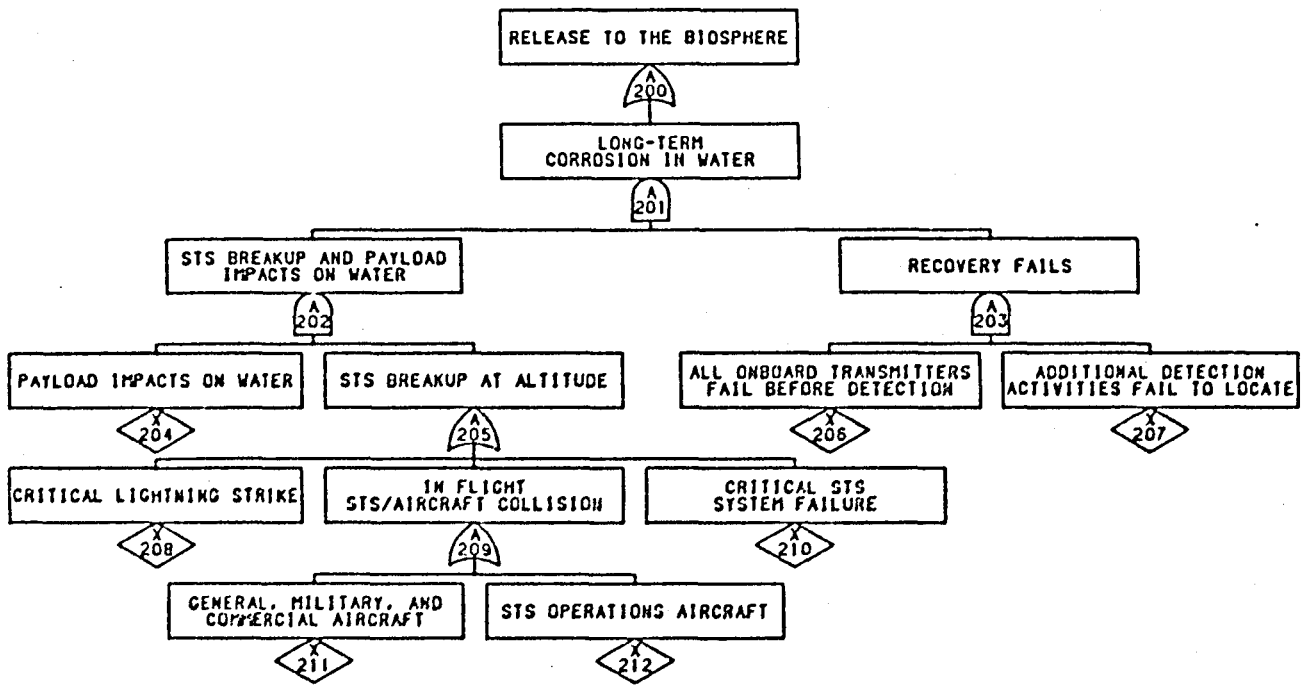 RELEASE TO THE BIOSPHERE
A
200
LONG-TERM
CORROSION IN WATER
A
201
STS BREAKUP AND PAYLOAD
IMPACTS ON WATER
RECOVERY FAILS
A
202
A
203
PAYLOAD IMPACTS ON WATER
STS BREAKUP AT ALTITUDE
ALL ONBOARD TRANSMITTERS
FAIL BEFORE DETECTION
ADDITIONAL DETECTION
ACTIVITIES FAIL TO LOCATE
X
204
A
205
X
206
X
207
CRITICAL LIGHTNING STRIKE
IN FLIGHT
STS/AIRCRAFT COLLISION
CRITICAL STS
SYSTEM FAILURE
X
208
A
209
X
210
GENERAL, MILITARY, AND
COMMERCIAL AIRCRAFT
STS OPERATIONS AIRCRAFT
X
211
X
212